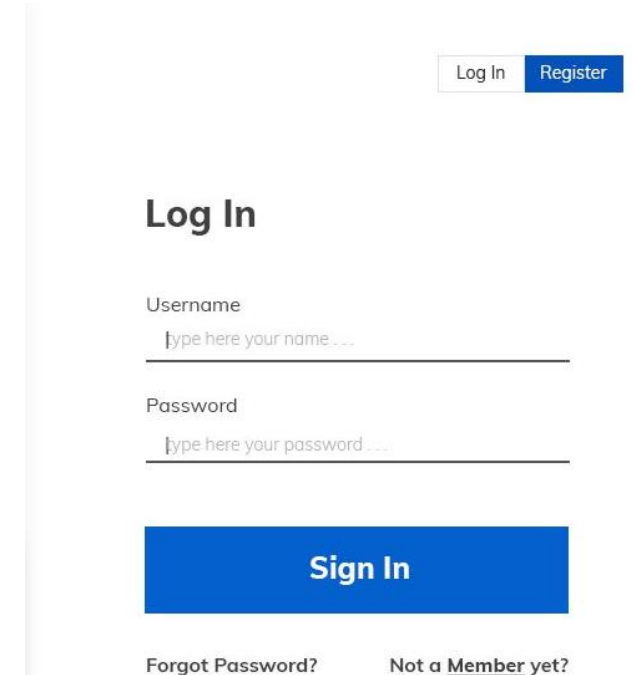 Log In Register
Log In
Username
type here your name . . .
Password
type here your password . . .
Sign In
Forgot Password? Not a Member yet?